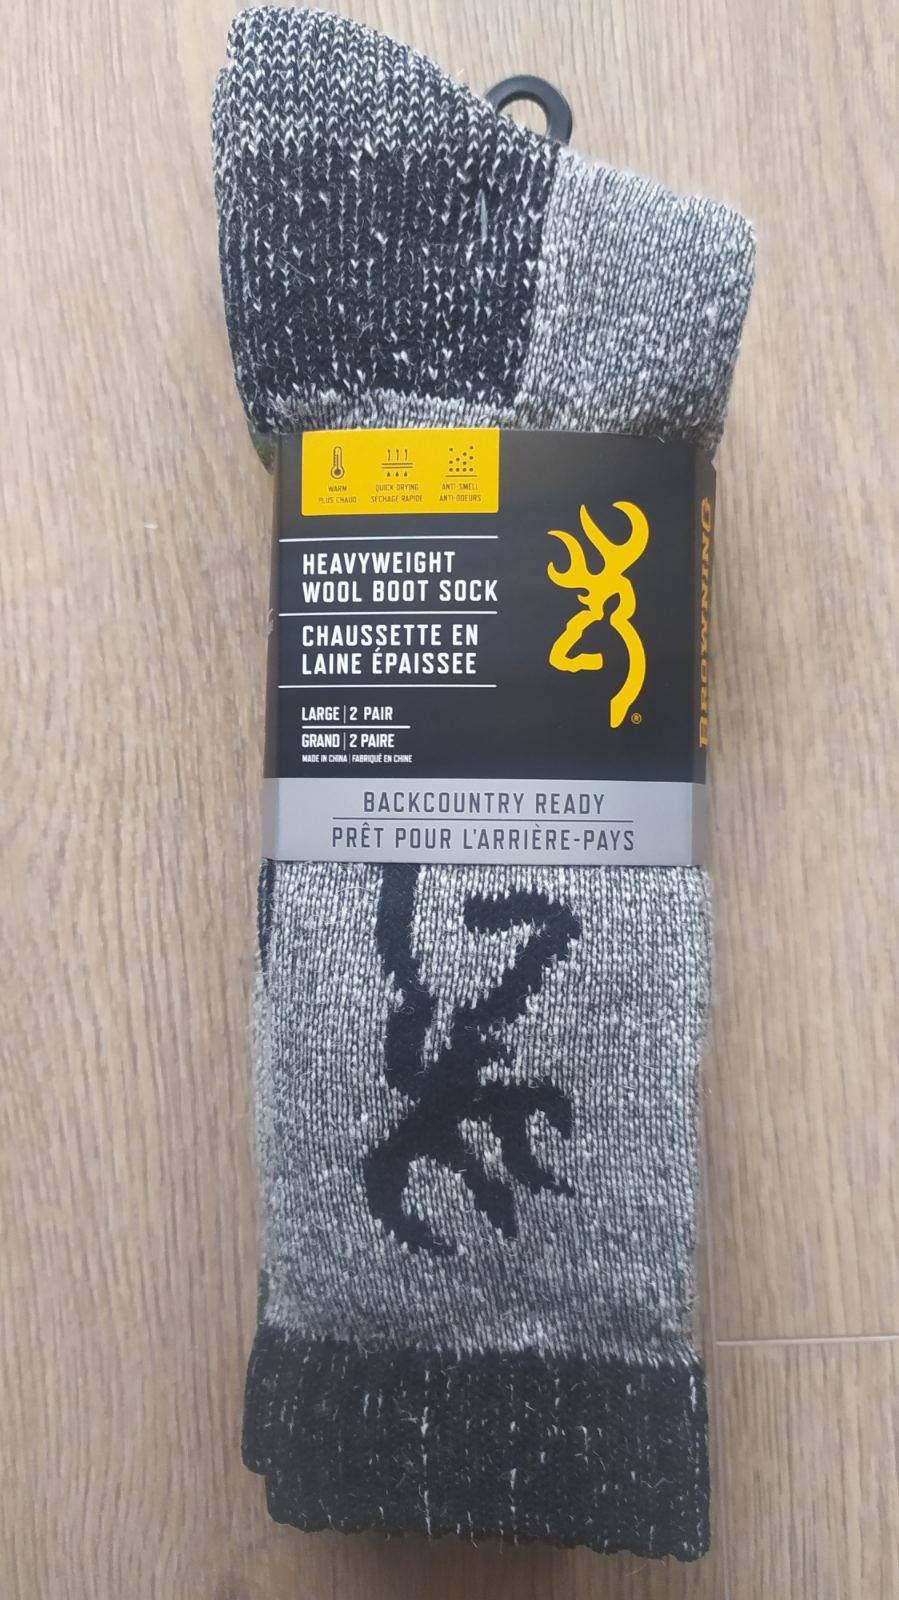 WARM
PLUS CHAUD
QUICK DRYING
SÉCHAGE RAPIDE
ANTI-SMELL
ANTI-ODEURS
HEAVYWEIGHT
WOOL BOOT SOCK
CHAUSSETTE EN
LAINE ÉPAISSEE
LARGE | 2 PAIR
GRAND | 2 PAIRE
MADE IN CHINA | FABRIQUÉ EN CHINE
®
BROWNING
BACKCOUNTRY READY
PRÊT POUR L'ARRIÈRE-PAYS